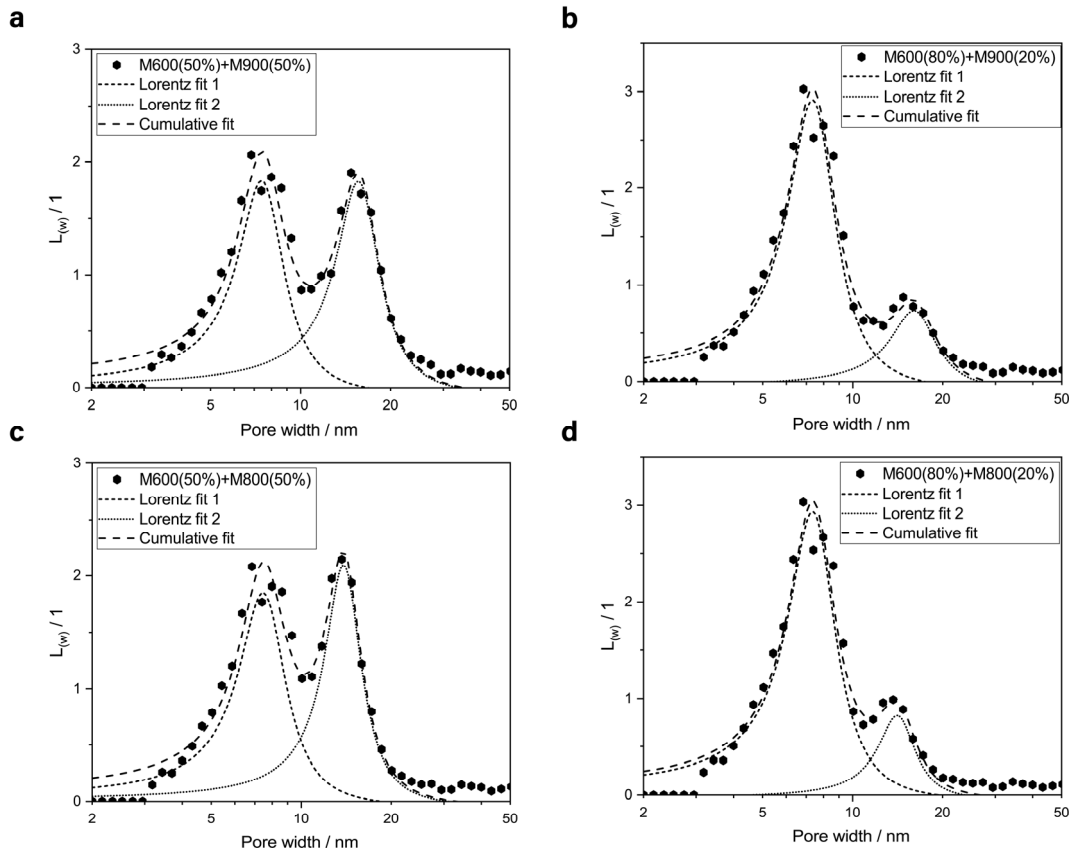 a
3
2
1
0
L(w) / 1
M600(50%)+M900(50%)
Lorentz fit 1
Lorentz fit 2
Cumulative fit
2 5 10 20 50
Pore width / nm
b
3
2
1
0
L(w) / 1
M600(80%)+M900(20%)
Lorentz fit 1
Lorentz fit 2
Cumulative fit
2 5 10 20 50
Pore width / nm
c
3
2
1
0
L(w) / 1
M600(50%)+M800(50%)
Lorentz fit 1
Lorentz fit 2
Cumulative fit
2 5 10 20 50
Pore width / nm
d
3
2
1
0
L(w) / 1
M600(80%)+M800(20%)
Lorentz fit 1
Lorentz fit 2
Cumulative fit
2 5 10 20 50
Pore width / nm